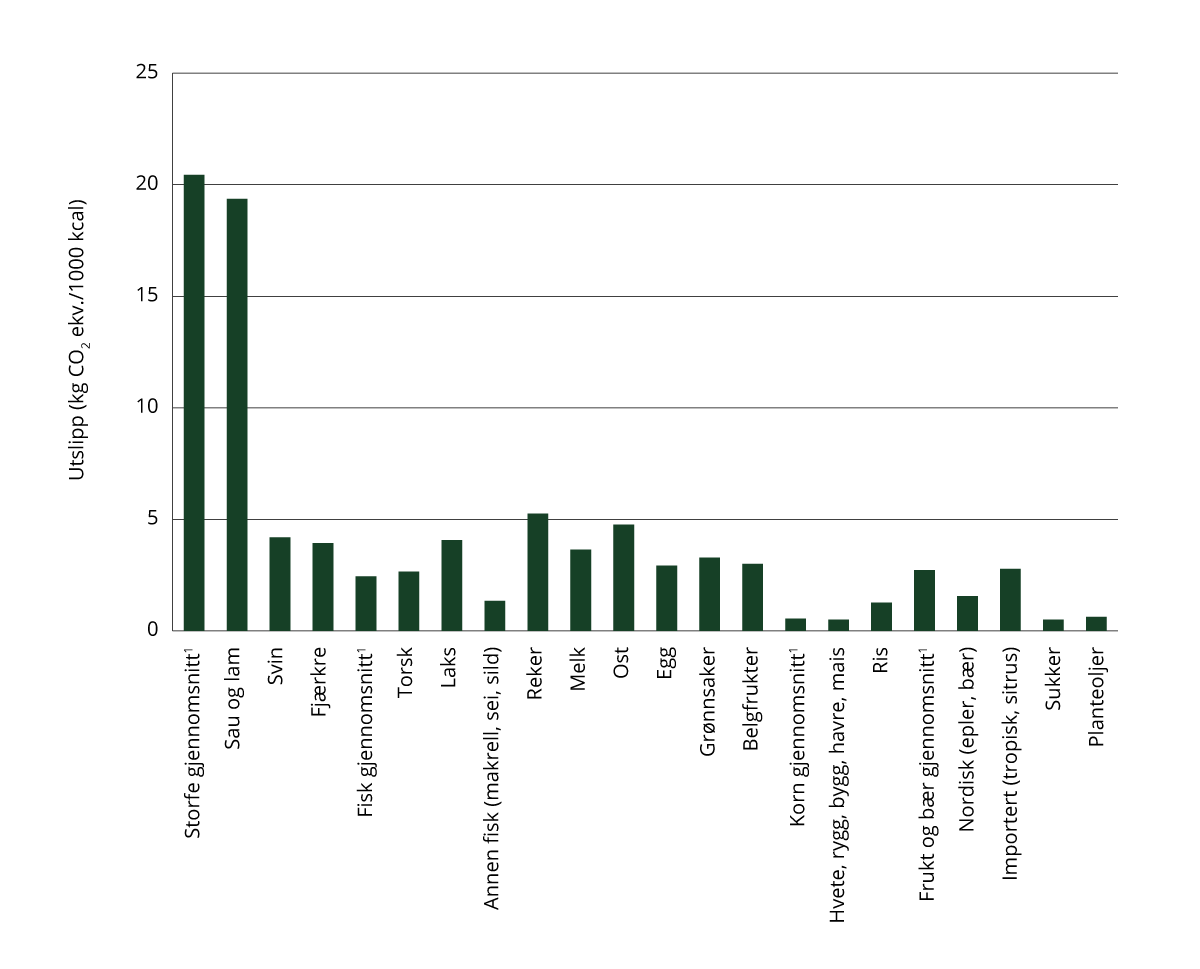 Utslipp (kg CO₂ ekv./1000 kcal)
25
20
15
10
5
0
Storfe gjennomsnitt¹
Sau og lam
Svin
Fjærkre
Fisk gjennomsnitt¹
Torsk
Laks
Annen fisk (makrell, sei, sild)
Reker
Melk
Ost
Egg
Grønnsaker
Belgfrukter
Korn gjennomsnitt¹
Hvete, rygg, bygg, havre, mais
Ris
Frukt og bær gjennomsnitt¹
Nordisk (epler, bær)
Importert (tropisk, sitrus)
Sukker
Planteoljer